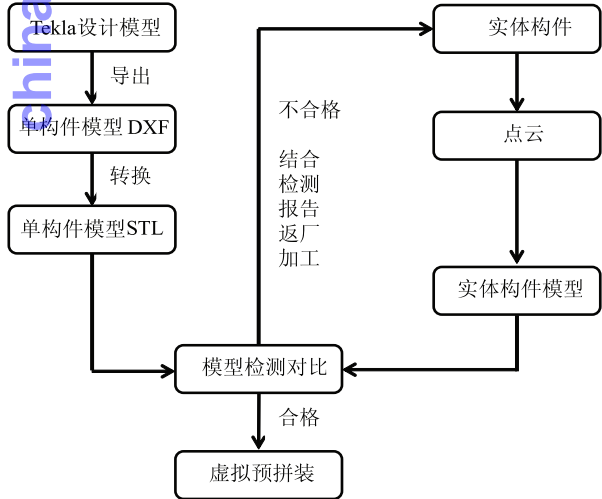 Tekla设计模型
导出
单构件模型 DXF
转换
单构件模型STL
不合格
结合
检测
报告
返厂
加工
实体构件
点云
实体构件模型
模型检测对比
合格
虚拟预拼装
china